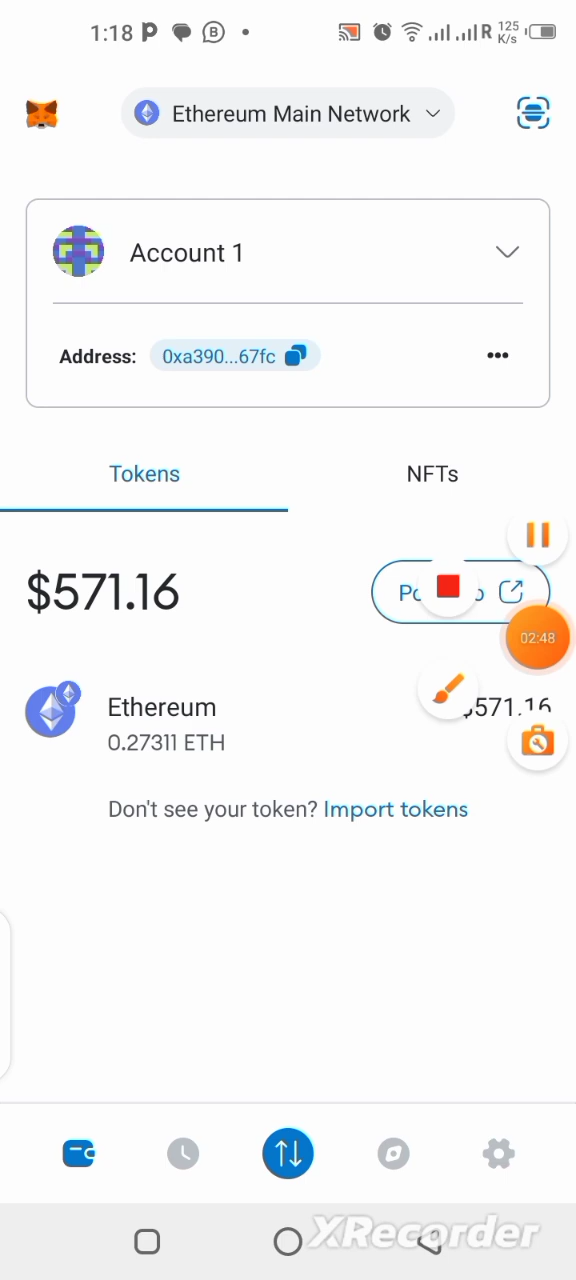 1:18
R
125
K/s
Ethereum Main Network
Account 1
Address: 0xa390...67fc
Tokens
NFTs
$571.16
02:48
Ethereum
$571.16
0.27311 ETH
Don't see your token? Import tokens
XRecorder